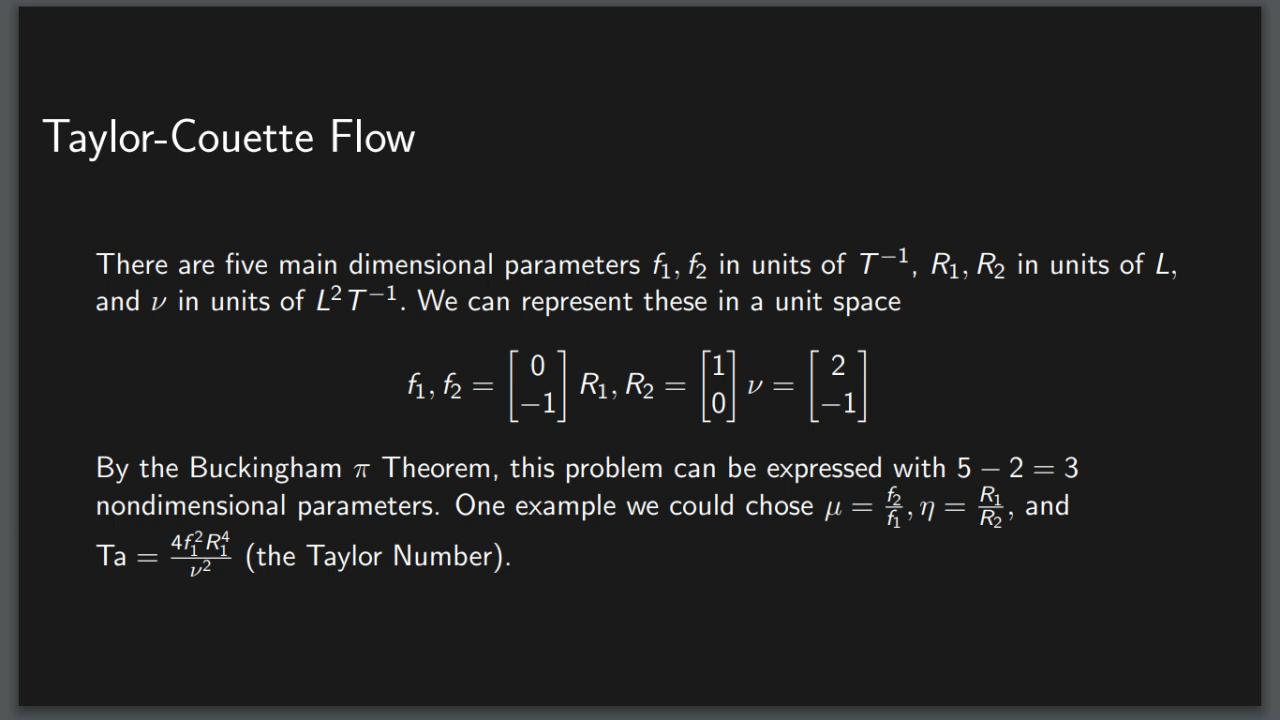 Taylor-Couette Flow
There are five main dimensional parameters f₁, f₂ in units of T⁻¹, R₁, R₂ in units of L,
and ν in units of L²T⁻¹. We can represent these in a unit space
f₁, f₂ = [0 −1] R₁, R₂ = [1 0] ν = [2 −1]
By the Buckingham π Theorem, this problem can be expressed with 5 − 2 = 3
nondimensional parameters. One example we could chose μ = f₂/f₁, η = R₁/R₂, and
Ta = 4f₁²R₁⁴/ν² (the Taylor Number).